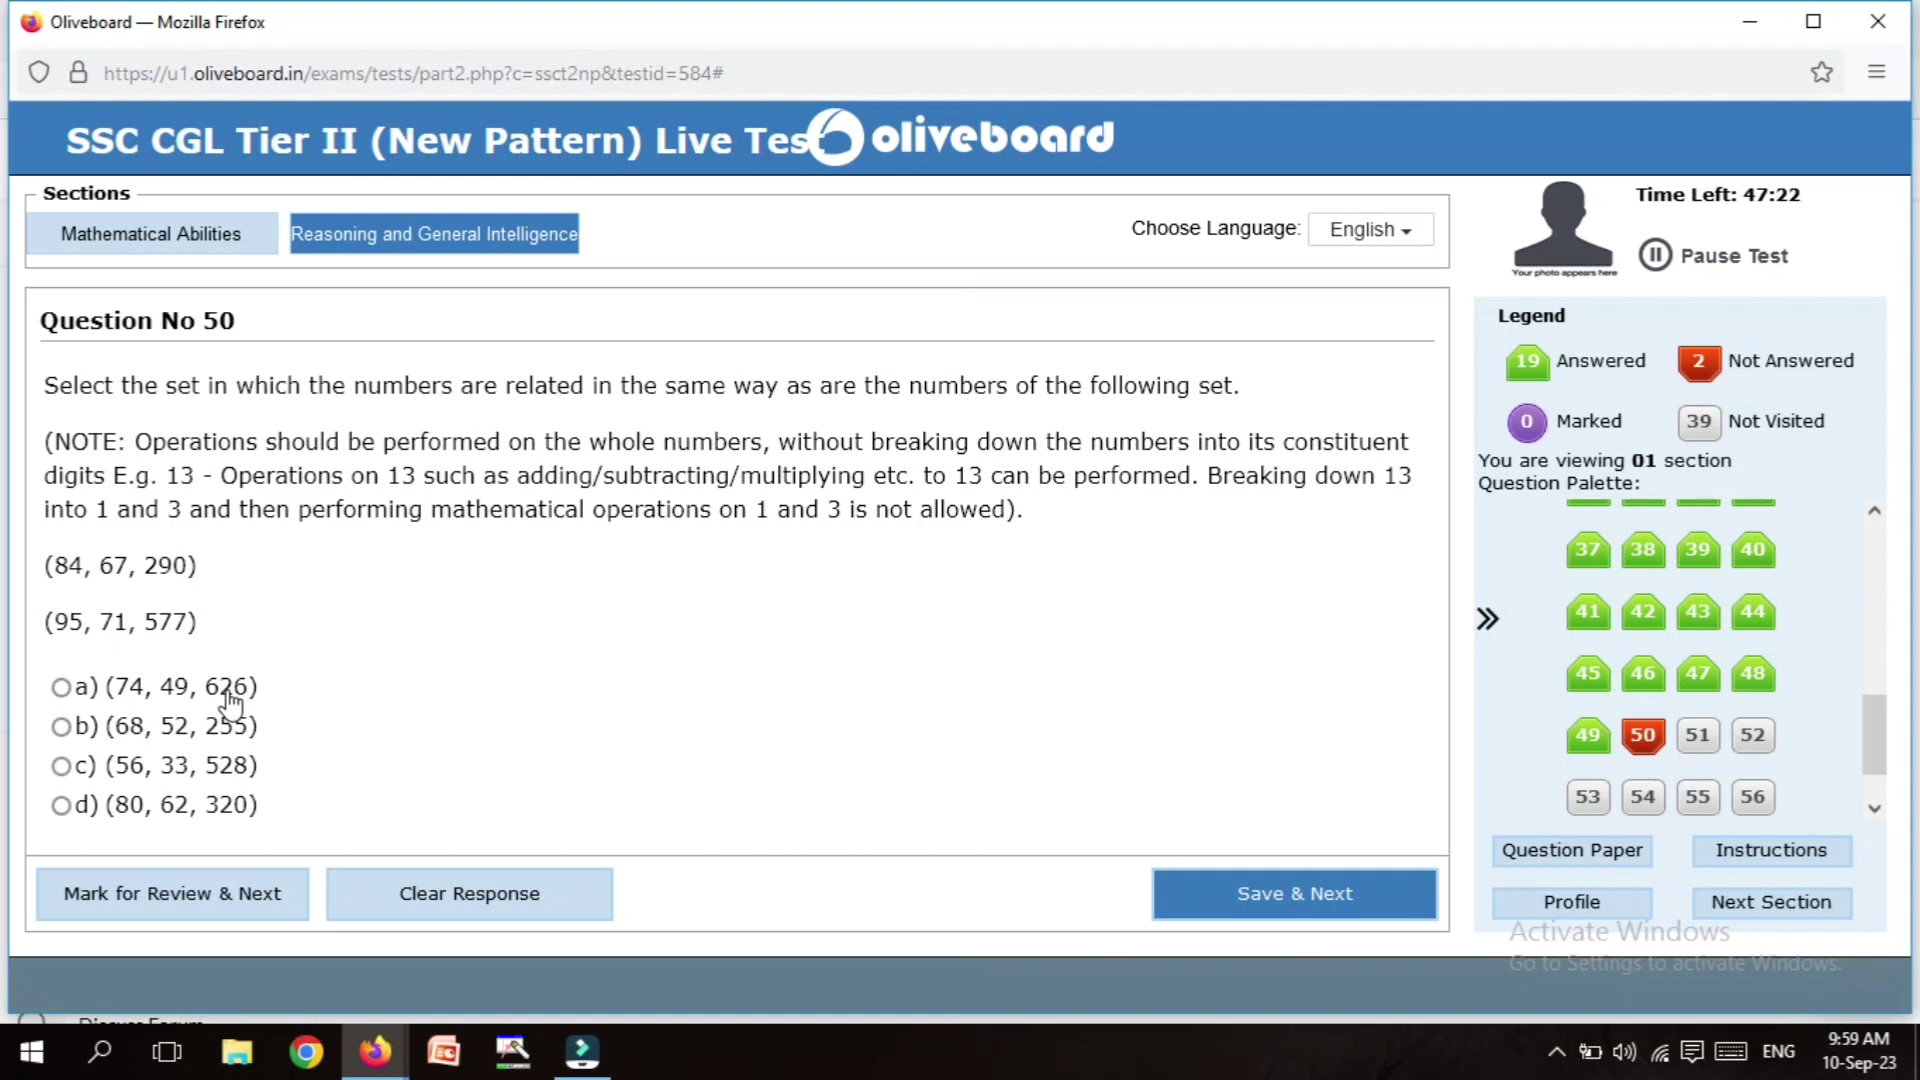 Oliveboard — Mozilla Firefox
https://u1.oliveboard.in/exams/tests/part2.php?c=ssct2np&testid=584#
SSC CGL Tier II (New Pattern) Live Tes
oliveboard
Sections
Mathematical Abilities
Reasoning and General Intelligence
Choose Language:
English
Your photo appears here
Time Left: 47:22
Pause Test
Question No 50
Select the set in which the numbers are related in the same way as are the numbers of the following set.
(NOTE: Operations should be performed on the whole numbers, without breaking down the numbers into its constituent
digits E.g. 13 - Operations on 13 such as adding/subtracting/multiplying etc. to 13 can be performed. Breaking down 13
into 1 and 3 and then performing mathematical operations on 1 and 3 is not allowed).
(84, 67, 290)
(95, 71, 577)
a) (74, 49, 626)
b) (68, 52, 255)
c) (56, 33, 528)
d) (80, 62, 320)
Mark for Review & Next
Clear Response
Save & Next
Legend
19 Answered
2 Not Answered
0 Marked
39 Not Visited
You are viewing 01 section
Question Palette:
37 38 39 40
41 42 43 44
45 46 47 48
49 50 51 52
53 54 55 56
Question Paper
Instructions
Profile
Next Section
Activate Windows
Go to Settings to activate Windows.
ENG
9:59 AM
10-Sep-23